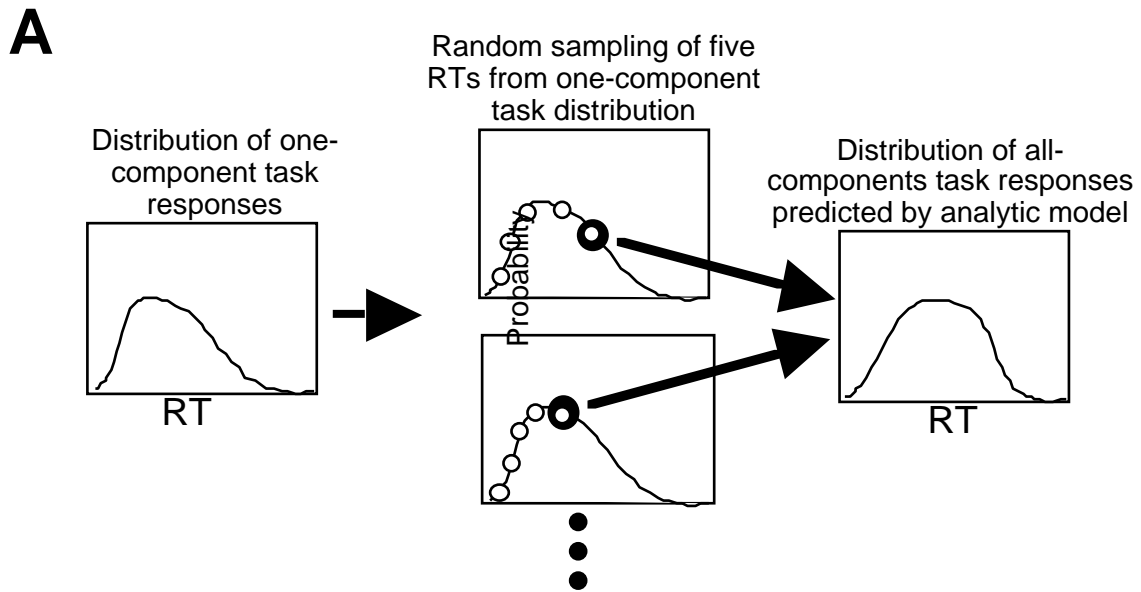 A
Random sampling of five
RTs from one-component
task distribution
Distribution of one-
component task
responses
Distribution of all-
components task responses
predicted by analytic model
Probability
RT
RT